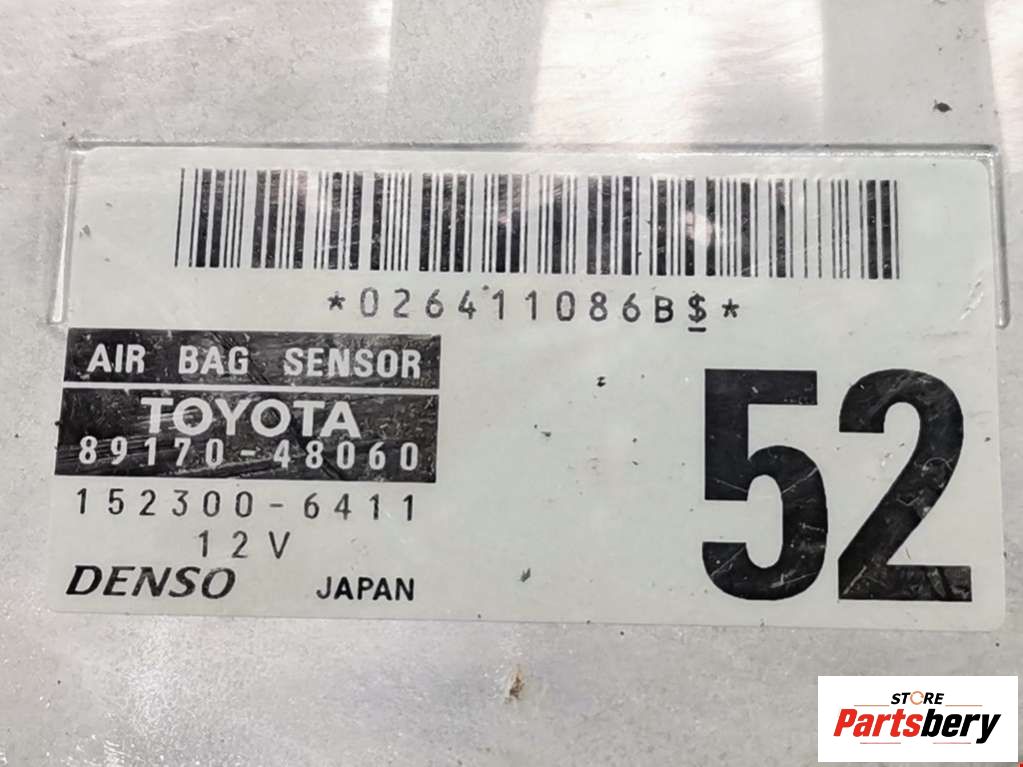 *026411086B$*
AIR BAG SENSOR
TOYOTA
89170-48060
152300-6411
12V
DENSO JAPAN
52
STORE
Partsbery